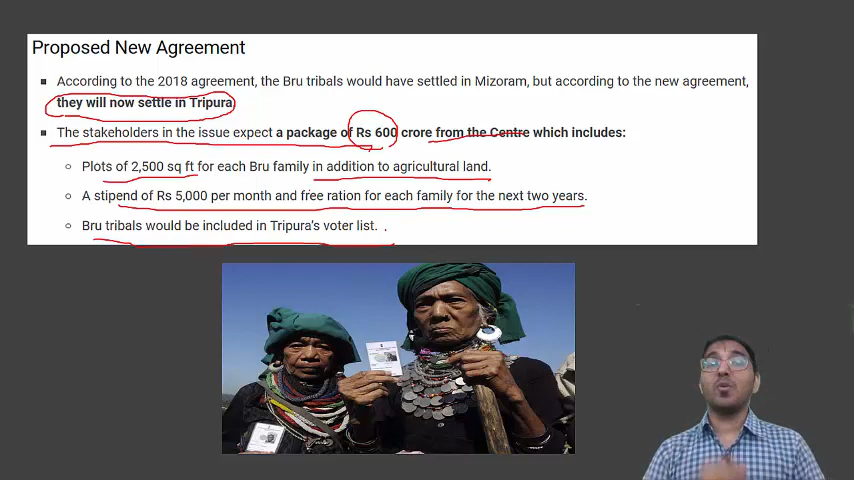 Proposed New Agreement
According to the 2018 agreement, the Bru tribals would have settled in Mizoram, but according to the new agreement,
they will now settle in Tripura
The stakeholders in the issue expect a package of Rs 600 crore from the Centre which includes:
Plots of 2,500 sq ft for each Bru family in addition to agricultural land.
A stipend of Rs 5,000 per month and free ration for each family for the next two years.
Bru tribals would be included in Tripura's voter list.